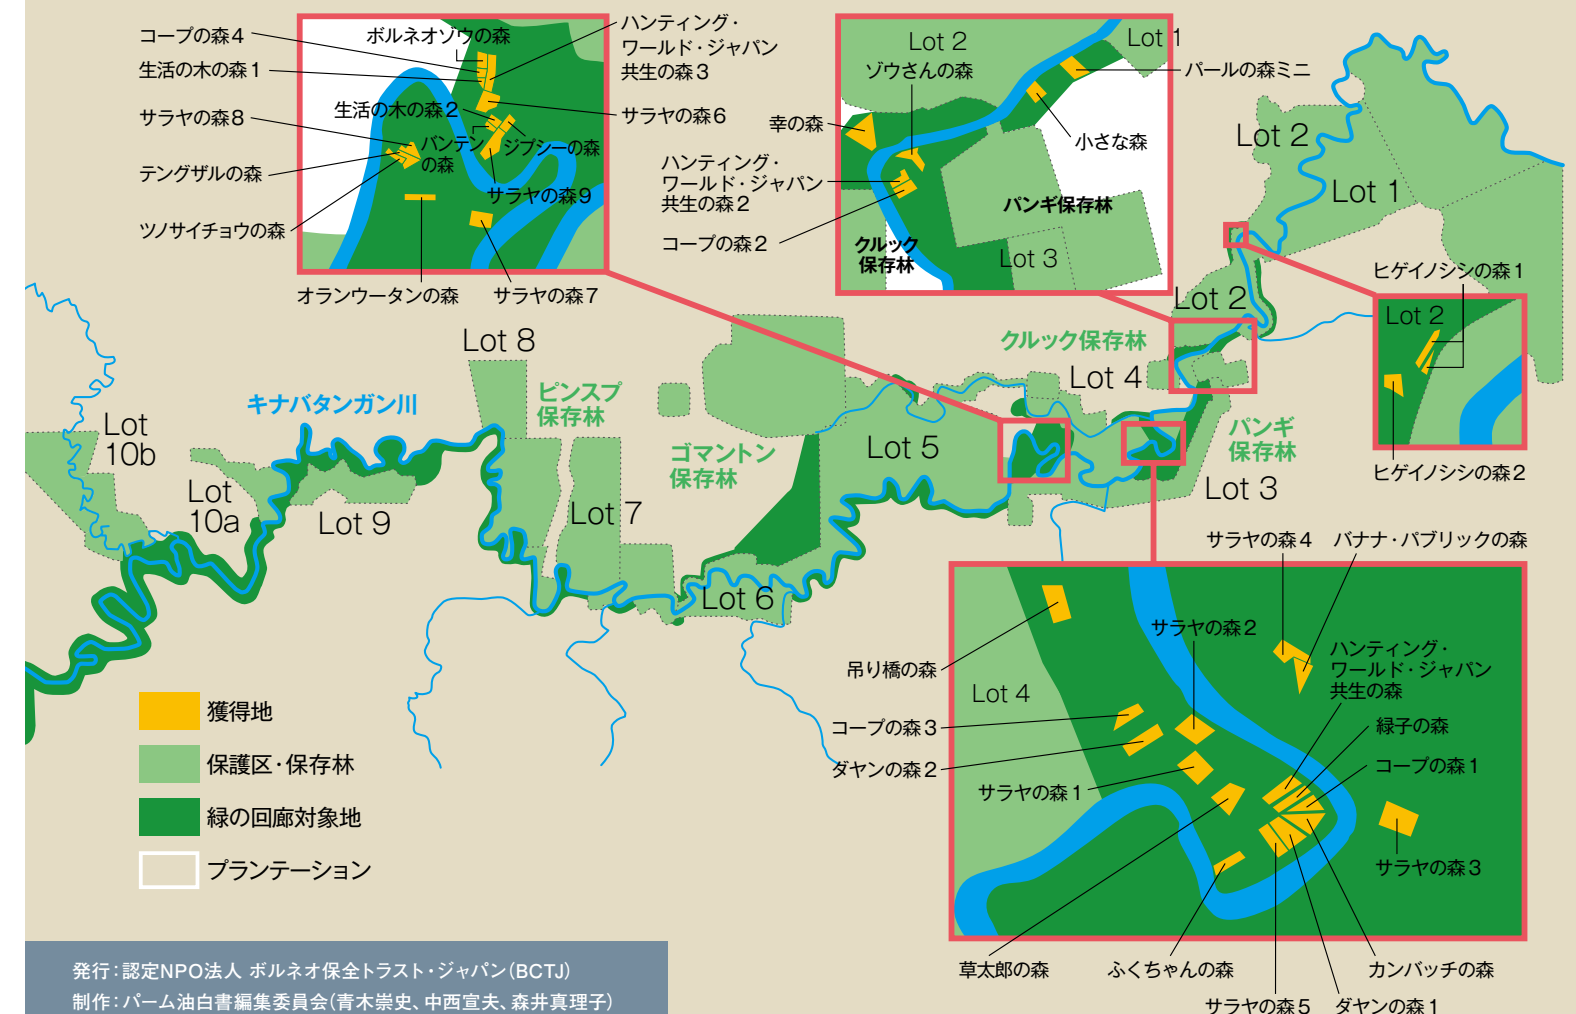 コープの森4
生活の木の森1
サラヤの森8
テングザルの森
ツノサイチョウの森
ボルネオゾウの森
生活の木の森2
バンテン
の森
ジプシーの森
サラヤの森9
ハンティング・
ワールド・ジャパン
共生の森3
サラヤの森6
オランウータンの森
サラヤの森7
Lot 2
Lot 1
ゾウさんの森
パールの森ミニ
幸の森
小さな森
ハンティング・
ワールド・ジャパン
共生の森2
コープの森2
パンギ保存林
クルック
保存林
Lot 3
Lot 2
Lot 1
Lot 2
ヒゲイノシシの森1
Lot 2
ヒゲイノシシの森2
クルック保存林
Lot 4
パンギ
保存林
Lot 3
Lot 8
ピンスプ
保存林
キナバタンガン川
Lot
10b
Lot
10a
Lot 9
Lot 7
ゴマントン
保存林
Lot 5
Lot 6
サラヤの森4
バナナ・パブリックの森
サラヤの森2
ハンティング・
ワールド・ジャパン
共生の森
吊り橋の森
Lot 4
コープの森3
緑子の森
ダヤンの森2
コープの森1
サラヤの森1
サラヤの森3
草太郎の森
ふくちゃんの森
カンバッチの森
サラヤの森5
ダヤンの森1
獲得地
保護区・保存林
緑の回廊対象地
プランテーション
発行：認定NPO法人 ボルネオ保全トラスト・ジャパン（BCTJ）
制作：パーム油白書編集委員会（青木崇史、中西宣夫、森井真理子）